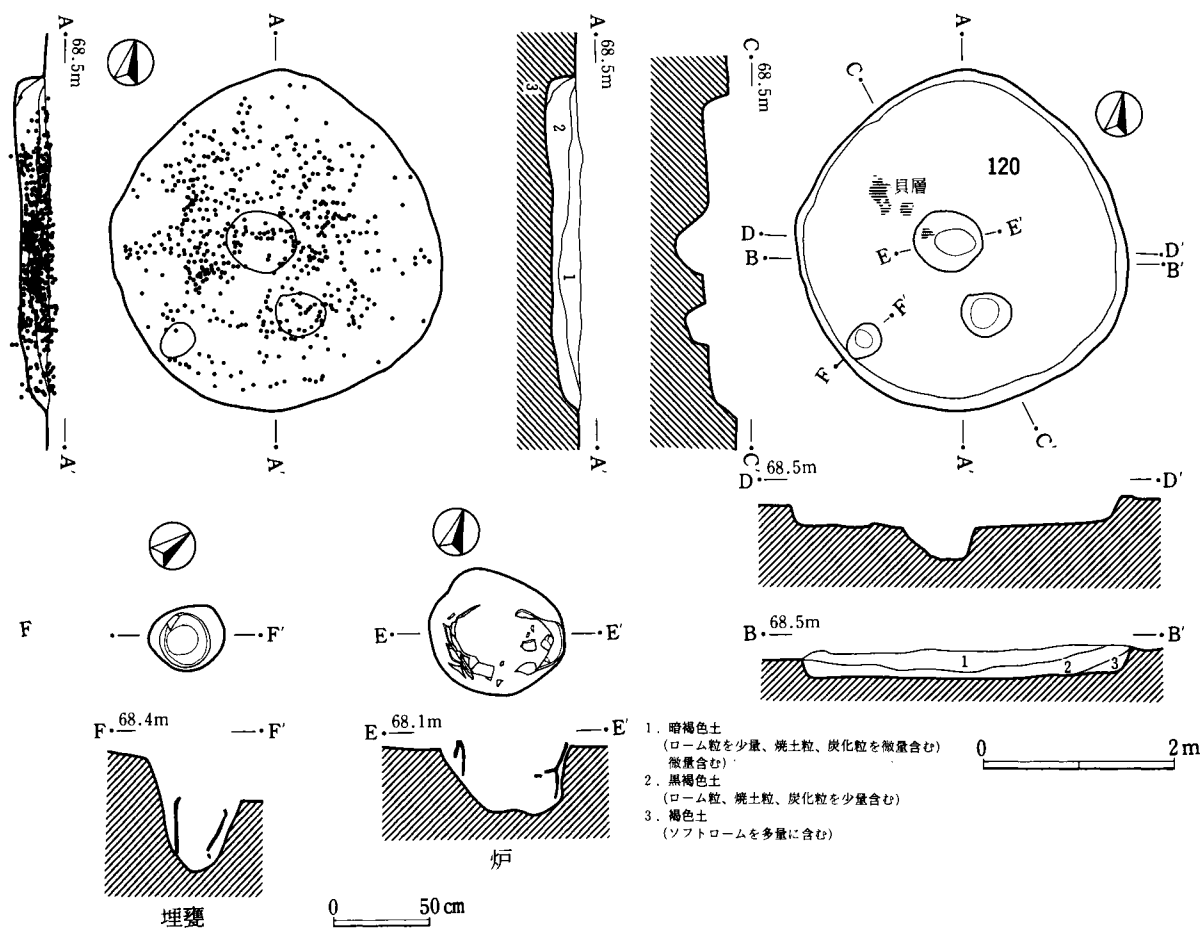 A
68.5m
A
A
68.5m
C
68.5m
A
C
3
2
1
120
貝層
E
E'
D
B
D'
B'
F
F'
C'
A'
A'
A'
C'
A'
D
68.5m
D'
F
F'
E
E'
B
68.5m
B'
1
2
3
F
68.4m
F'
E
68.1m
E'
埋甕
炉
1. 暗褐色土
(ローム粒を少量、焼土粒、炭化粒を微量含む)
微量含む)
2. 黒褐色土
(ローム粒、焼土粒、炭化粒を少量含む)
3. 褐色土
(ソフトロームを多量に含む)
0 2m
0 50cm